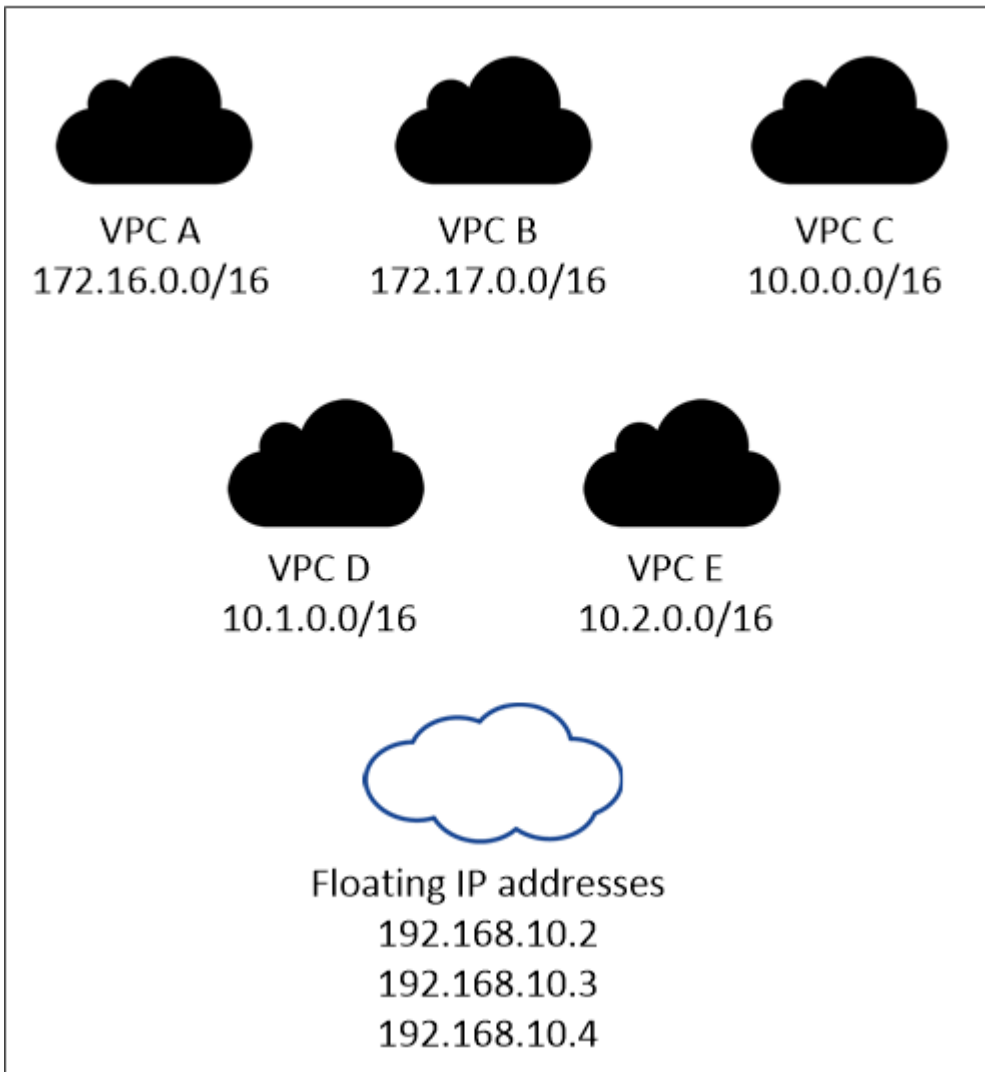 VPC A
172.16.0.0/16
VPC B
172.17.0.0/16
VPC C
10.0.0.0/16
VPC D
10.1.0.0/16
VPC E
10.2.0.0/16
Floating IP addresses
192.168.10.2
192.168.10.3
192.168.10.4